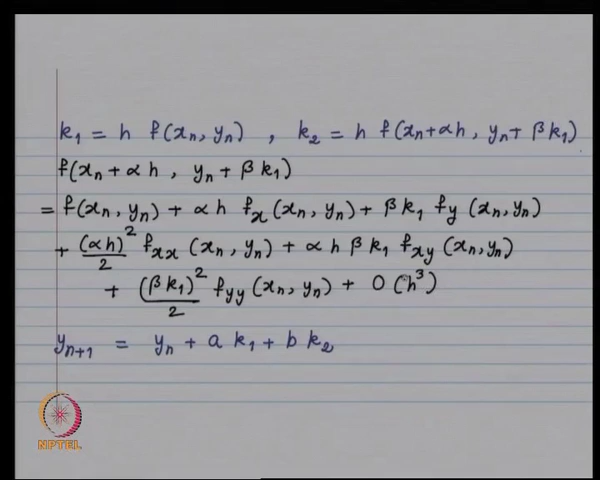 k₁ = h f(xₙ, yₙ) , k₂ = h f(xₙ + αh, yₙ + βk₁)
f(xₙ + αh , yₙ + βk₁)
= f(xₙ, yₙ) + αh fₓ(xₙ, yₙ) + βk₁ f_y (xₙ, yₙ)
+ (αh)²/2 fₓₓ (xₙ, yₙ) + αh βk₁ f_xy (xₙ, yₙ)
+ (βk₁)²/2 f_yy (xₙ, yₙ) + O(h³)
yₙ₊₁ = yₙ + a k₁ + b k₂
NPTEL